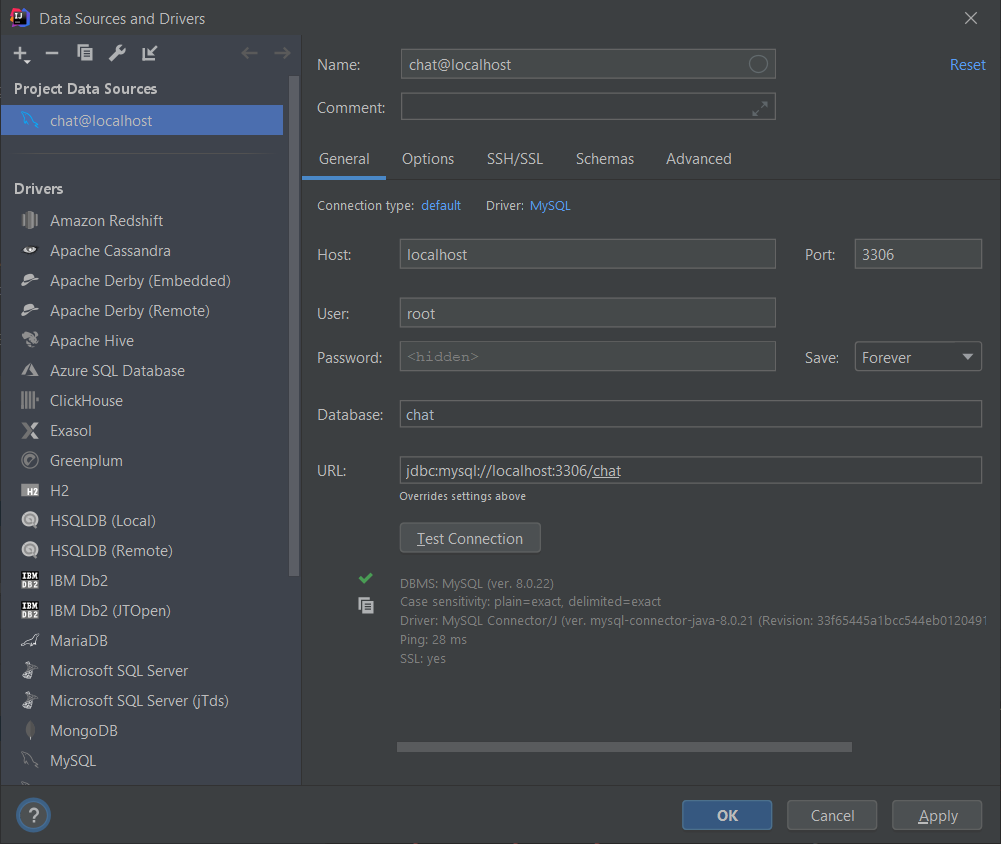 Data Sources and Drivers
Project Data Sources
chat@localhost
Drivers
Amazon Redshift
Apache Cassandra
Apache Derby (Embedded)
Apache Derby (Remote)
Apache Hive
Azure SQL Database
ClickHouse
Exasol
Greenplum
H2
HSQLDB (Local)
HSQLDB (Remote)
IBM Db2
IBM Db2 (JTOpen)
MariaDB
Microsoft SQL Server
Microsoft SQL Server (jTds)
MongoDB
MySQL
Name: chat@localhost Reset
Comment:
General Options SSH/SSL Schemas Advanced
Connection type: default Driver: MySQL
Host: localhost Port: 3306
User: root
Password: <hidden> Save: Forever
Database: chat
URL: jdbc:mysql://localhost:3306/chat
Overrides settings above
Test Connection
DBMS: MySQL (ver. 8.0.22)
Case sensitivity: plain=exact, delimited=exact
Driver: MySQL Connector/J (ver. mysql-connector-java-8.0.21 (Revision: 33f65445a1bcc544eb0120491
Ping: 28 ms
SSL: yes
? OK Cancel Apply